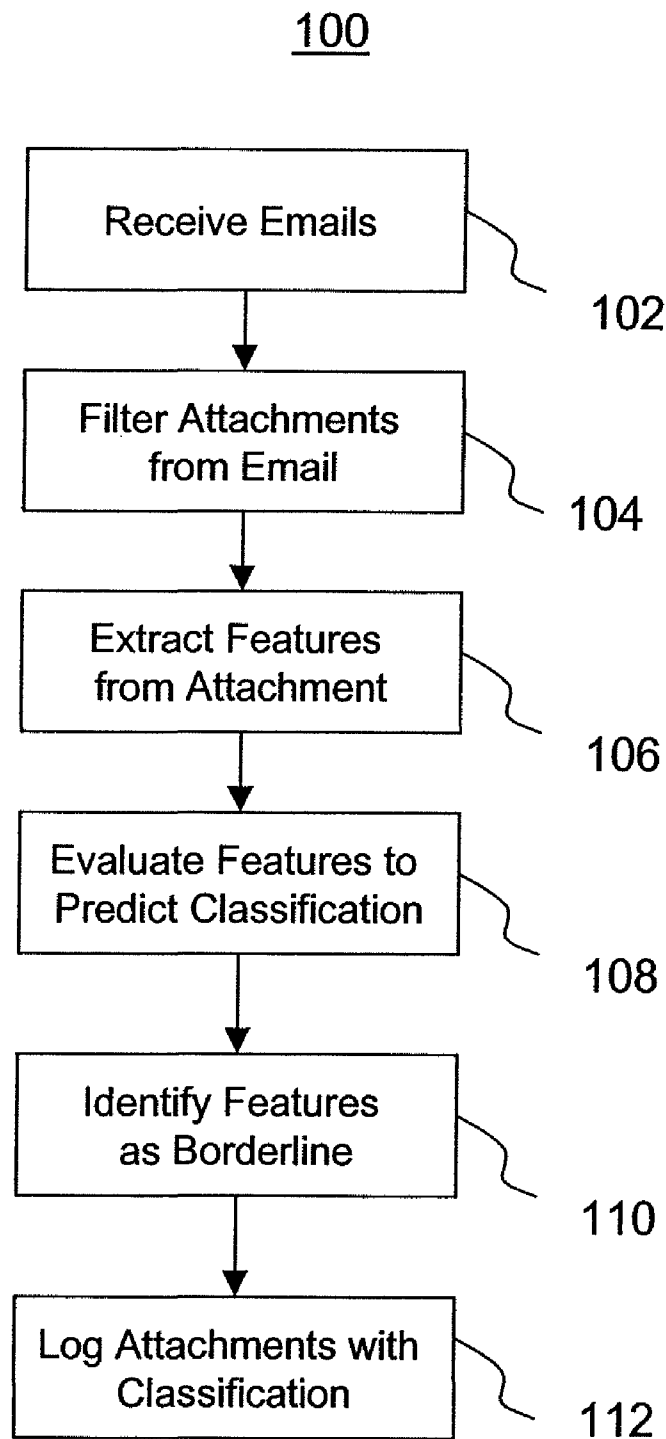 100
Receive Emails
102
Filter Attachments
from Email
104
Extract Features
from Attachment
106
Evaluate Features to
Predict Classification
108
Identify Features
as Borderline
110
Log Attachments with
Classification
112